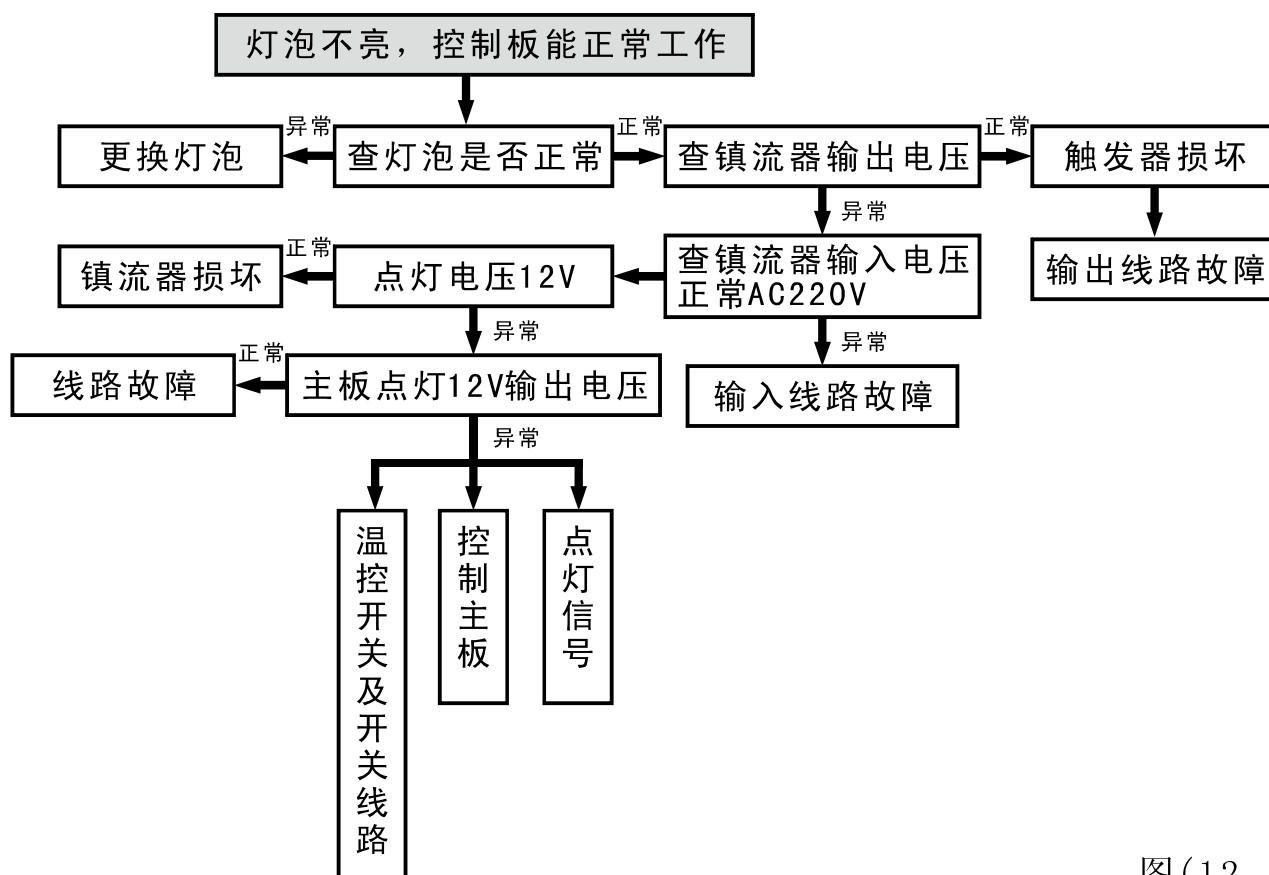 灯泡不亮，控制板能正常工作
异常
正常
正常
更换灯泡
查灯泡是否正常
查镇流器输出电压
触发器损坏
异常
正常
镇流器损坏
点灯电压12V
查镇流器输入电压
正常AC220V
输出线路故障
异常
异常
正常
线路故障
主板点灯12V输出电压
输入线路故障
异常
温控开关及开关线路
控制主板
点灯信号
图(12